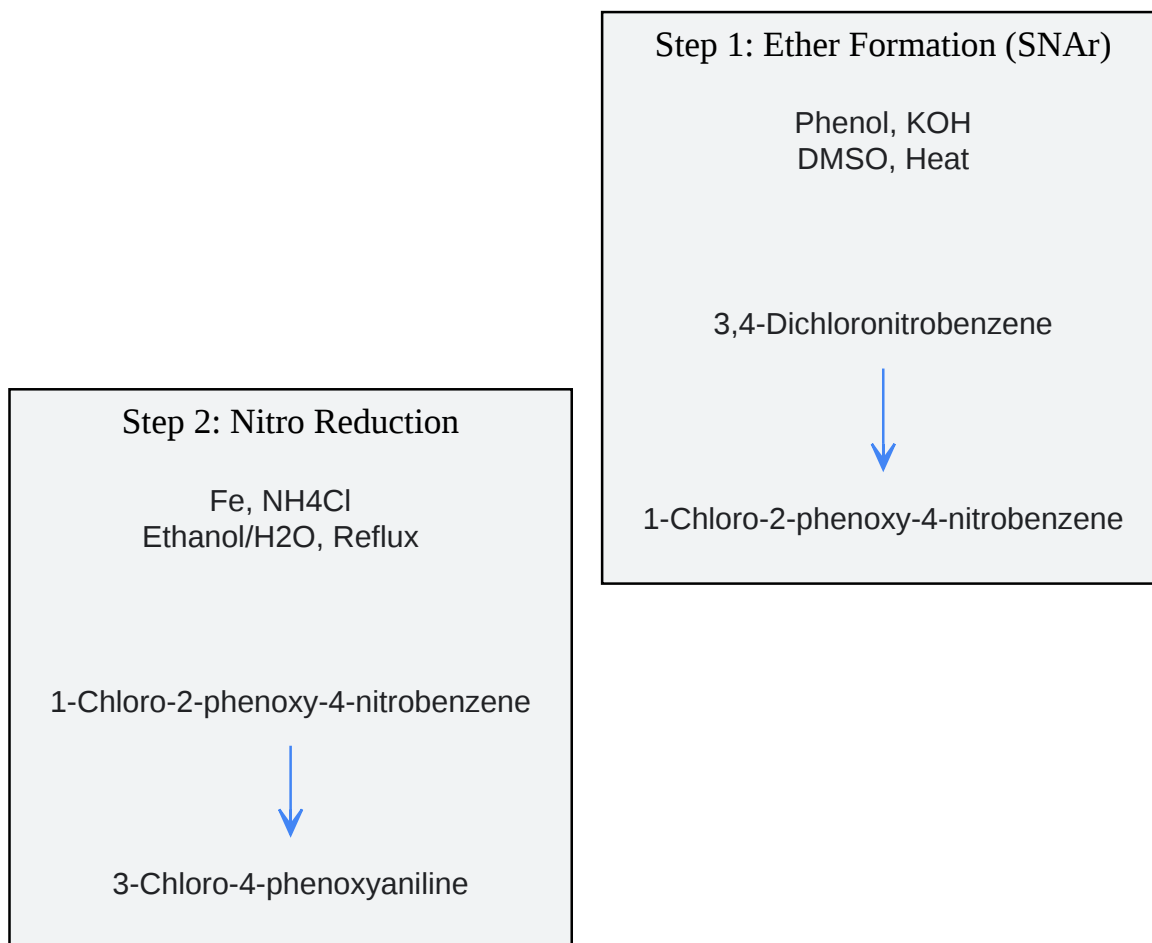 Step 1: Ether Formation (SNAr)
Phenol, KOH
DMSO, Heat
3,4-Dichloronitrobenzene
1-Chloro-2-phenoxy-4-nitrobenzene
Step 2: Nitro Reduction
Fe, NH4Cl
Ethanol/H2O, Reflux
1-Chloro-2-phenoxy-4-nitrobenzene
3-Chloro-4-phenoxyaniline